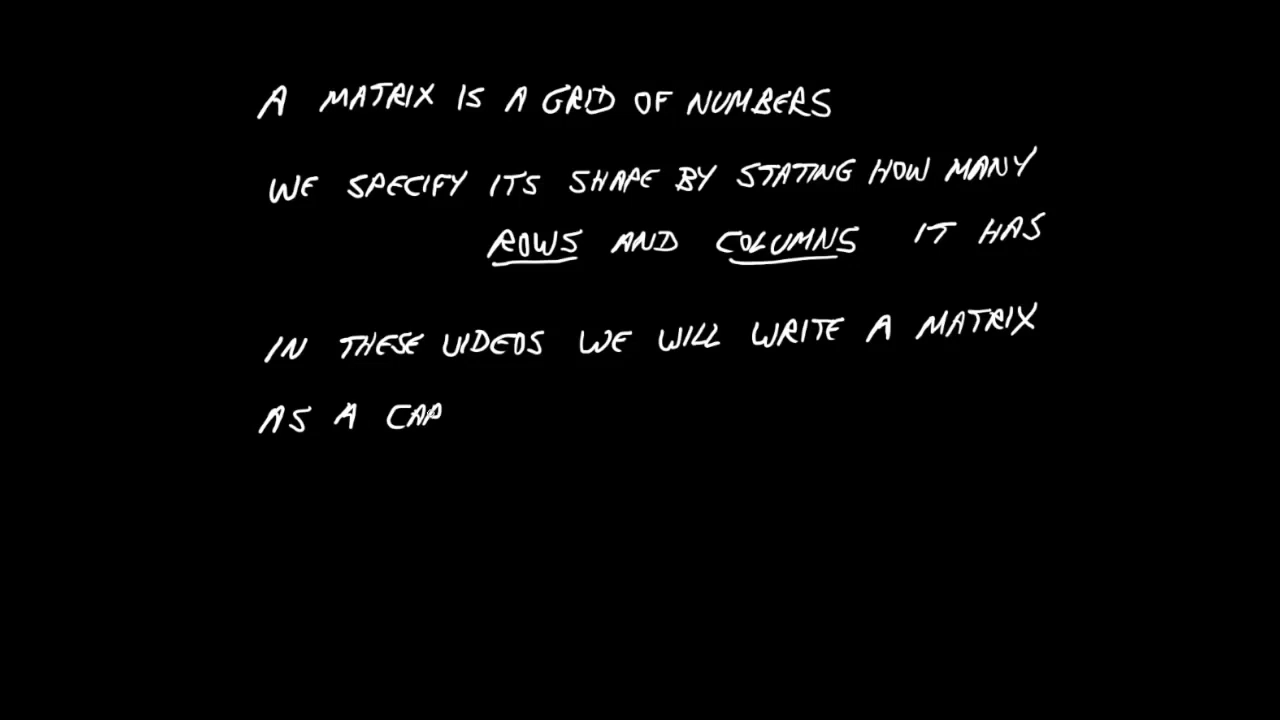 A MATRIX IS A GRID OF NUMBERS
WE SPECIFY ITS SHAPE BY STATING HOW MANY
ROWS AND COLUMNS IT HAS
IN THESE VIDEOS WE WILL WRITE A MATRIX
AS A CAP